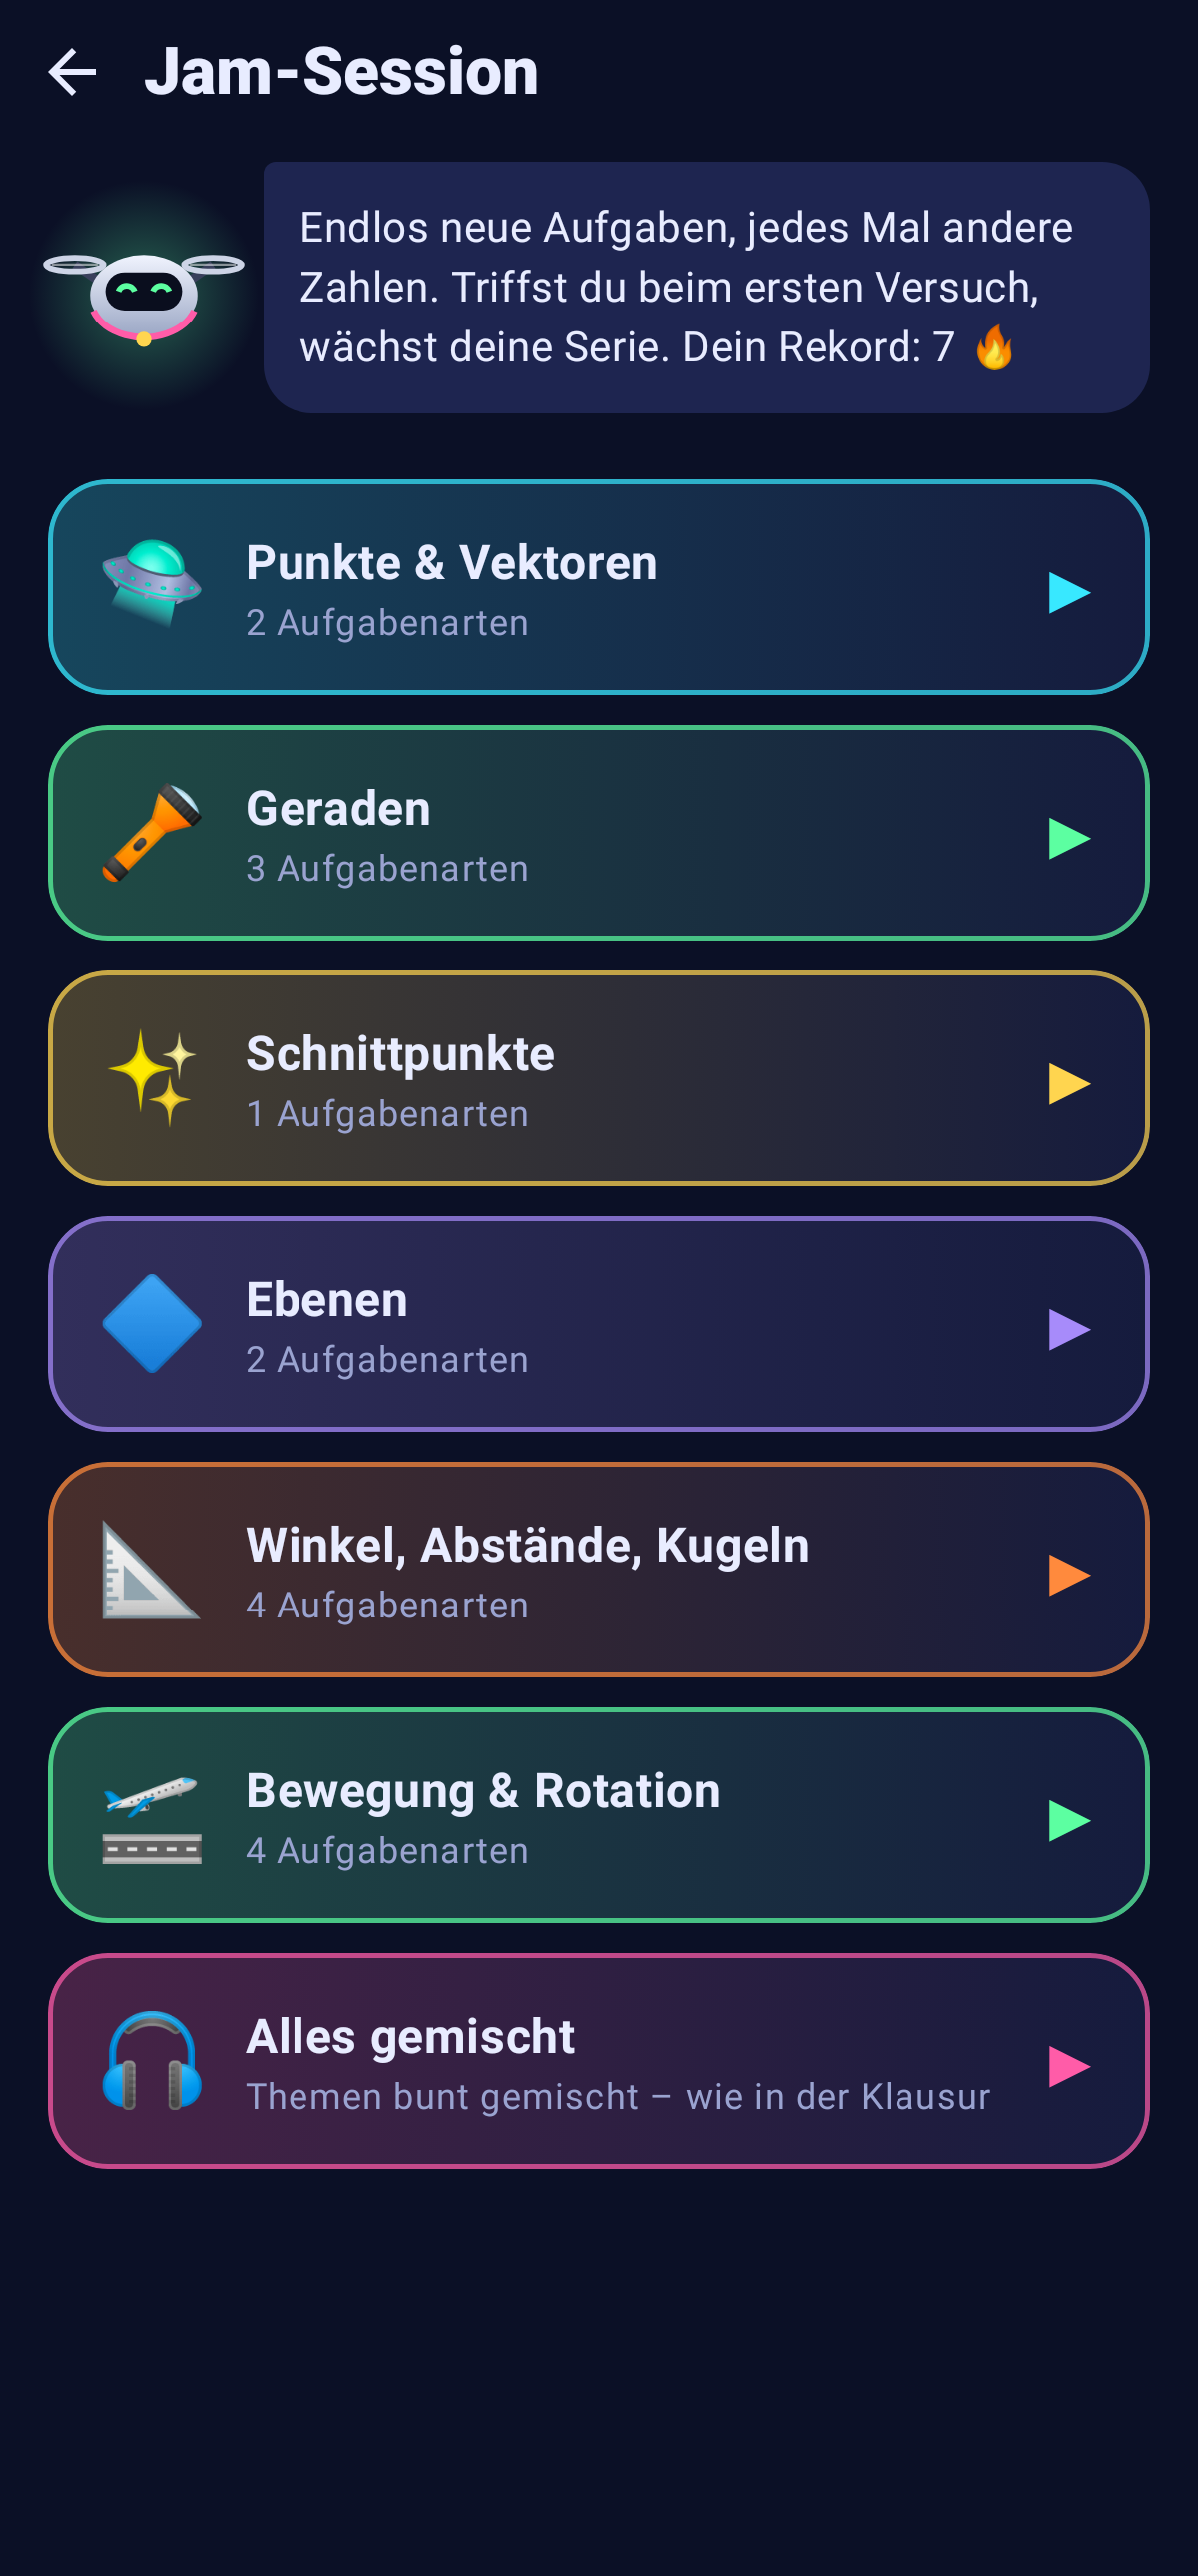 Jam-Session
Endlos neue Aufgaben, jedes Mal andere
Zahlen. Triffst du beim ersten Versuch,
wächst deine Serie. Dein Rekord: 7 🔥
Punkte & Vektoren
2 Aufgabenarten
Geraden
3 Aufgabenarten
Schnittpunkte
1 Aufgabenarten
Ebenen
2 Aufgabenarten
Winkel, Abstände, Kugeln
4 Aufgabenarten
Bewegung & Rotation
4 Aufgabenarten
Alles gemischt
Themen bunt gemischt – wie in der Klausur